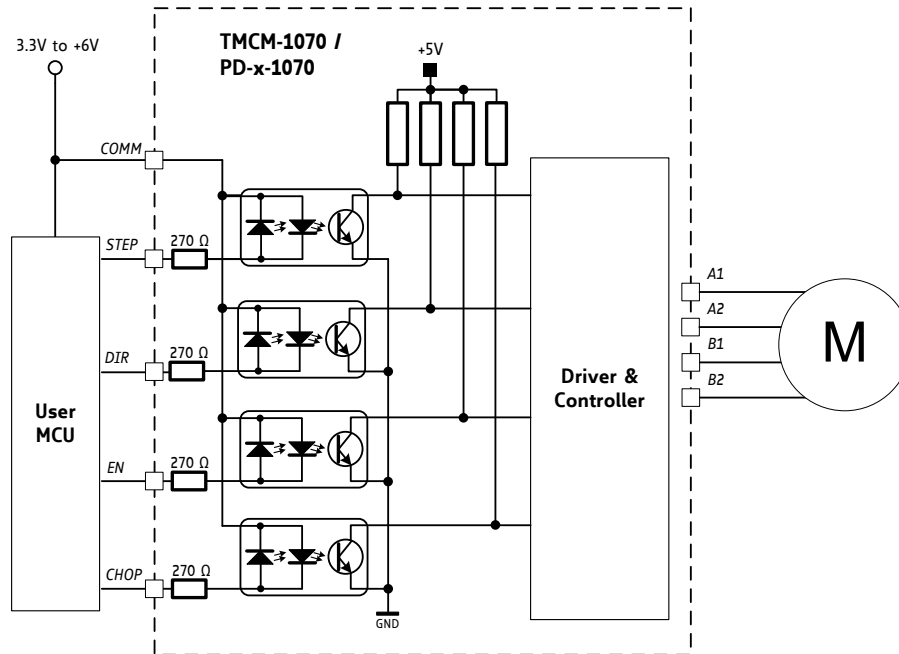 3.3V to +6V
TMCM-1070 /
PD-x-1070
+5V
COMM
STEP
270 Ω
DIR
270 Ω
EN
270 Ω
CHOP
270 Ω
User
MCU
Driver &
Controller
GND
A1
A2
B1
B2
M